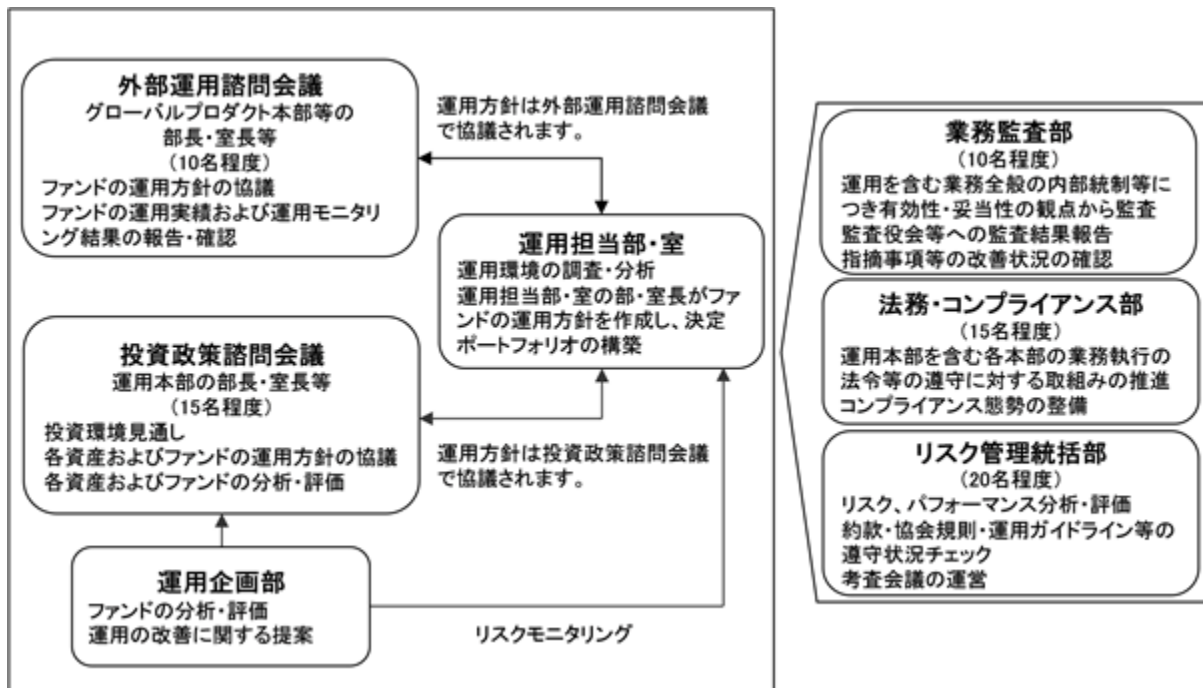 外部運用諮問会議
グローバルプロダクト本部等の
部長・室長等
(10名程度)
ファンドの運用方針の協議
ファンドの運用実績および運用モニタリ
ング結果の報告・確認
運用方針は外部運用諮問会議
で協議されます。
運用担当部・室
運用環境の調査・分析
運用担当部・室の部・室長がファ
ンドの運用方針を作成し、決定
ポートフォリオの構築
投資政策諮問会議
運用本部の部長・室長等
(15名程度)
投資環境見通し
各資産およびファンドの運用方針の協議
各資産およびファンドの分析・評価
運用方針は投資政策諮問会議
で協議されます。
運用企画部
ファンドの分析・評価
運用の改善に関する提案
リスクモニタリング
業務監査部
(10名程度)
運用を含む業務全般の内部統制等に
つき有効性・妥当性の観点から監査
監査役会等への監査結果報告
指摘事項等の改善状況の確認
法務・コンプライアンス部
(15名程度)
運用本部を含む各本部の業務執行の
法令等の遵守に対する取組みの推進
コンプライアンス態勢の整備
リスク管理統括部
(20名程度)
リスク、パフォーマンス分析・評価
約款・協会規則・運用ガイドライン等の
遵守状況チェック
考査会議の運営